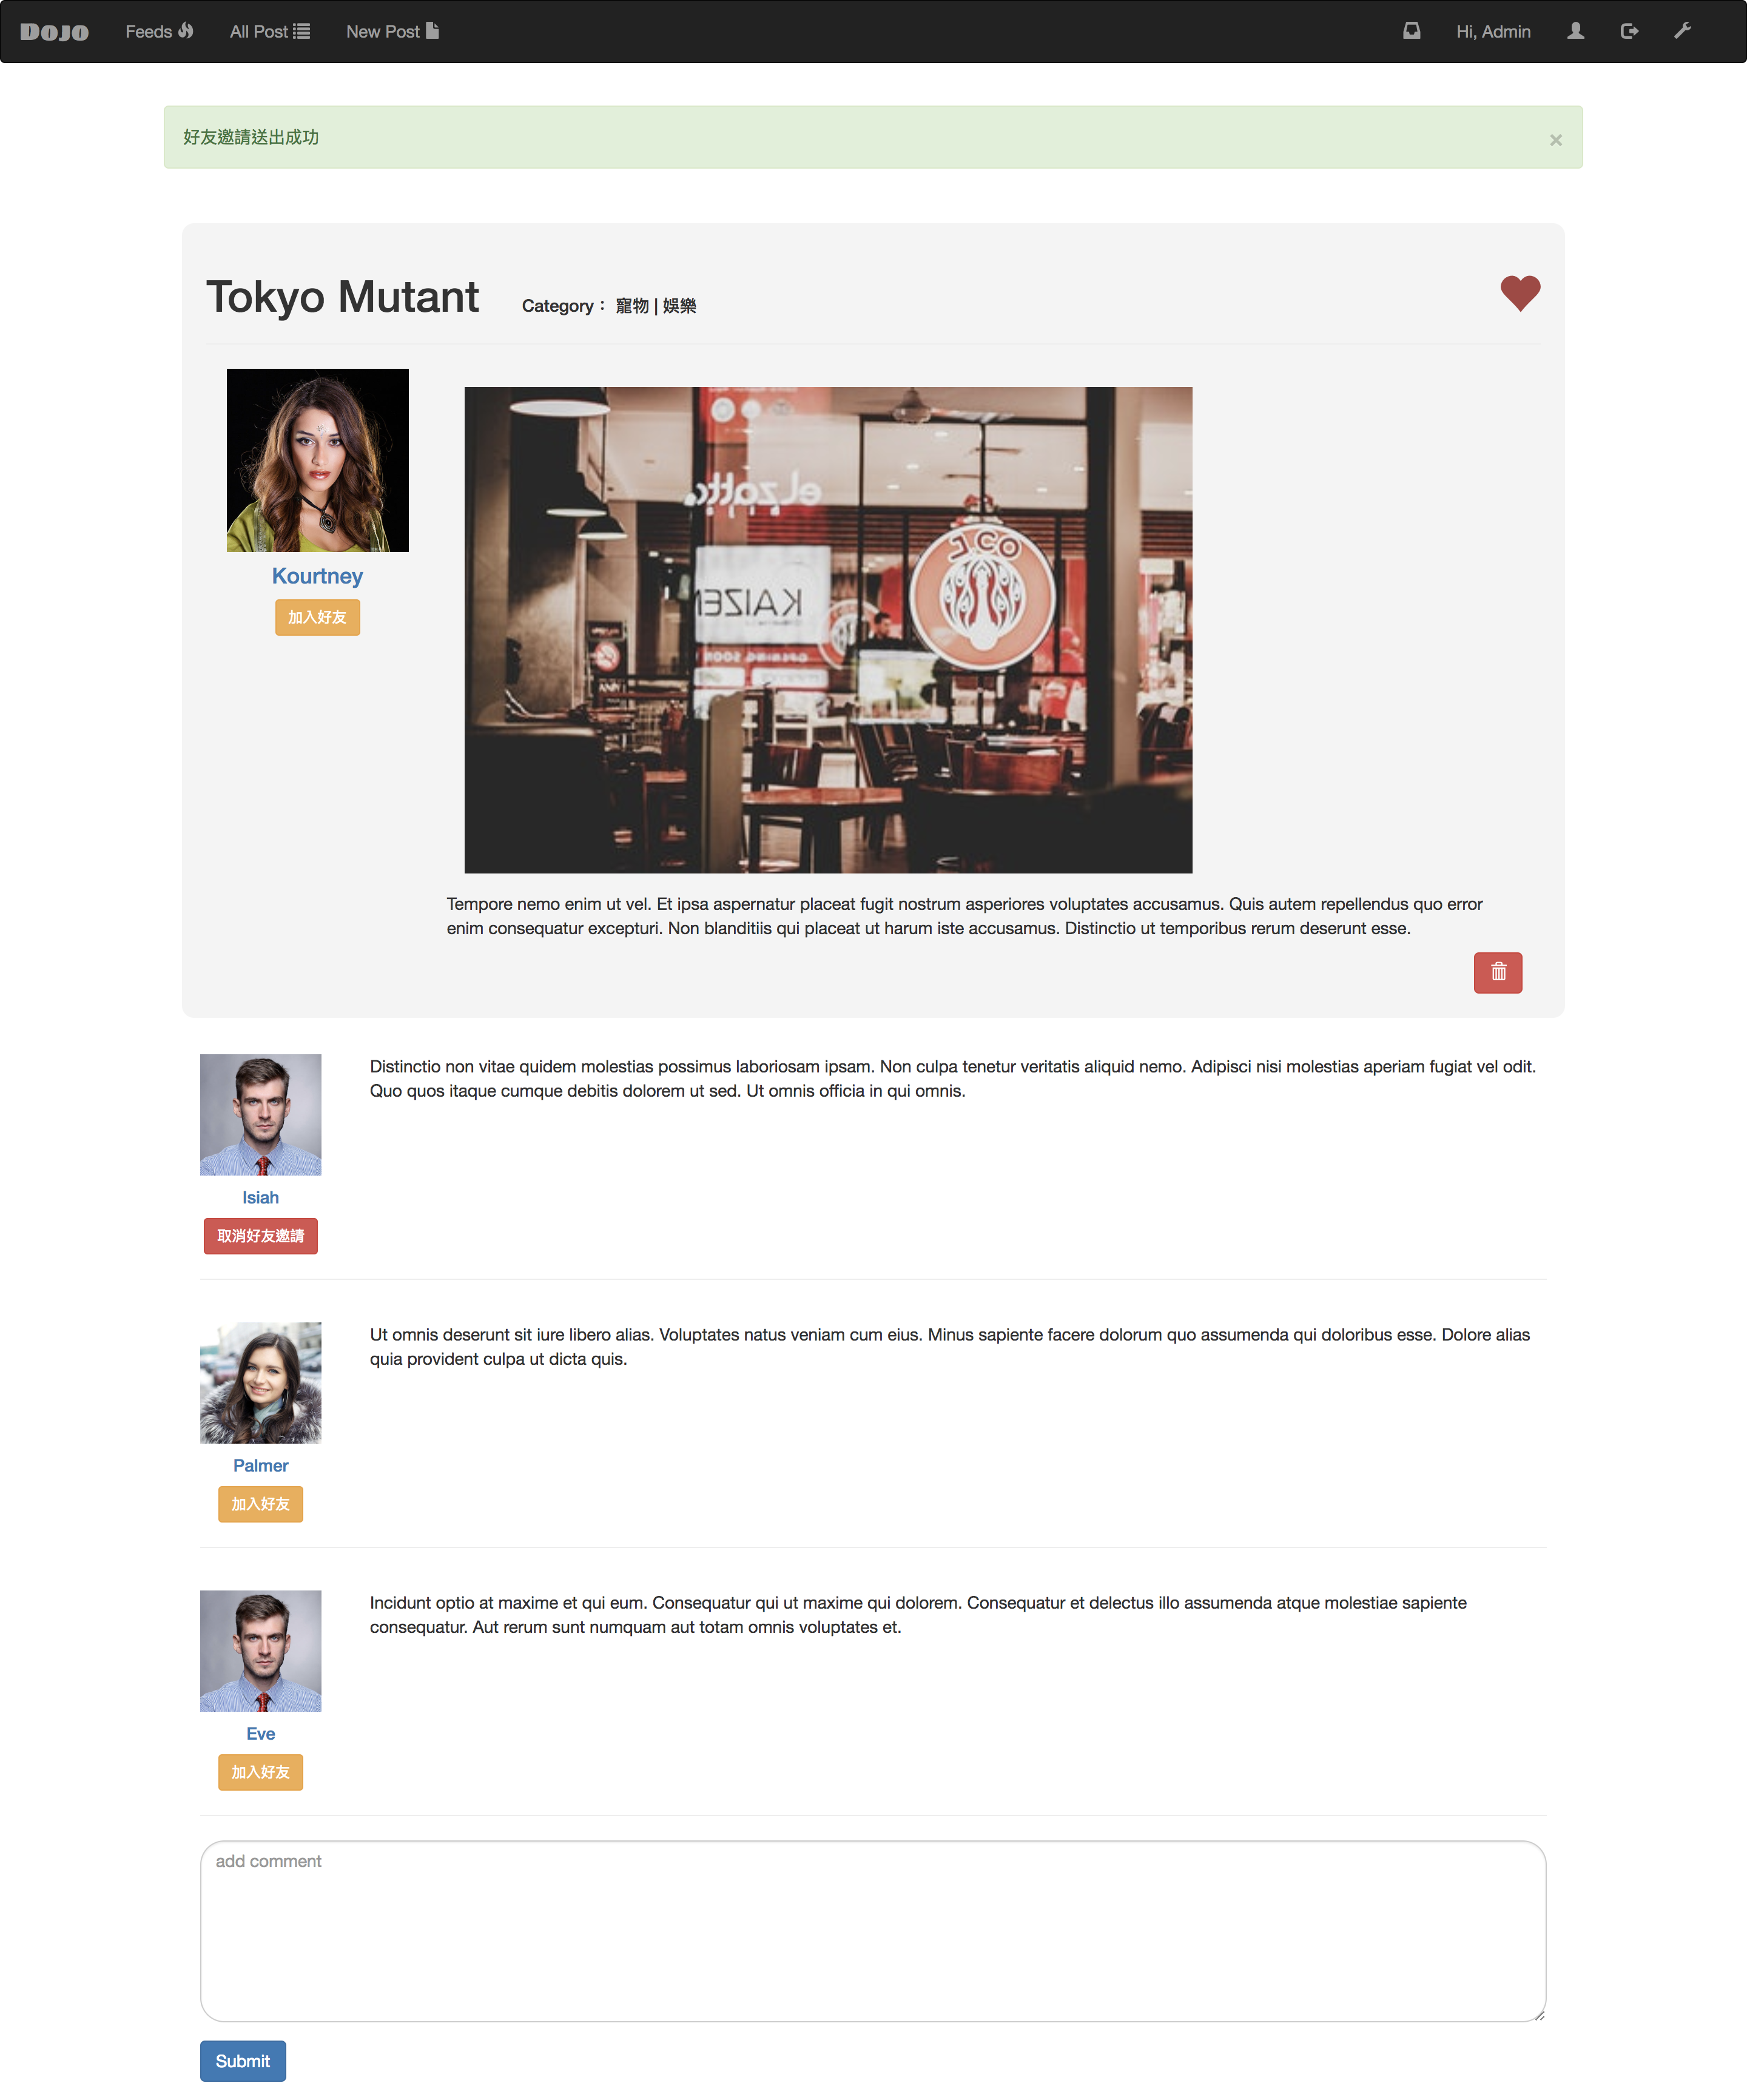 Dojo
Feeds
All Post
New Post
Hi, Admin
好友邀請送出成功
×
Tokyo Mutant
Category： 寵物 | 娛樂
elzatta
KAIZEN
OPENING SOON
J.CO
Kourtney
加入好友
Tempore nemo enim ut vel. Et ipsa aspernatur placeat fugit nostrum asperiores voluptates accusamus. Quis autem repellendus quo error
enim consequatur excepturi. Non blanditiis qui placeat ut harum iste accusamus. Distinctio ut temporibus rerum deserunt esse.
Distinctio non vitae quidem molestias possimus laboriosam ipsam. Non culpa tenetur veritatis aliquid nemo. Adipisci nisi molestias aperiam fugiat vel odit.
Quo quos itaque cumque debitis dolorem ut sed. Ut omnis officia in qui omnis.
Isiah
取消好友邀請
Ut omnis deserunt sit iure libero alias. Voluptates natus veniam cum eius. Minus sapiente facere dolorum quo assumenda qui doloribus esse. Dolore alias
quia provident culpa ut dicta quis.
Palmer
加入好友
Incidunt optio at maxime et qui eum. Consequatur qui ut maxime qui dolorem. Consequatur et delectus illo assumenda atque molestiae sapiente
consequatur. Aut rerum sunt numquam aut totam omnis voluptates et.
Eve
加入好友
add comment
Submit